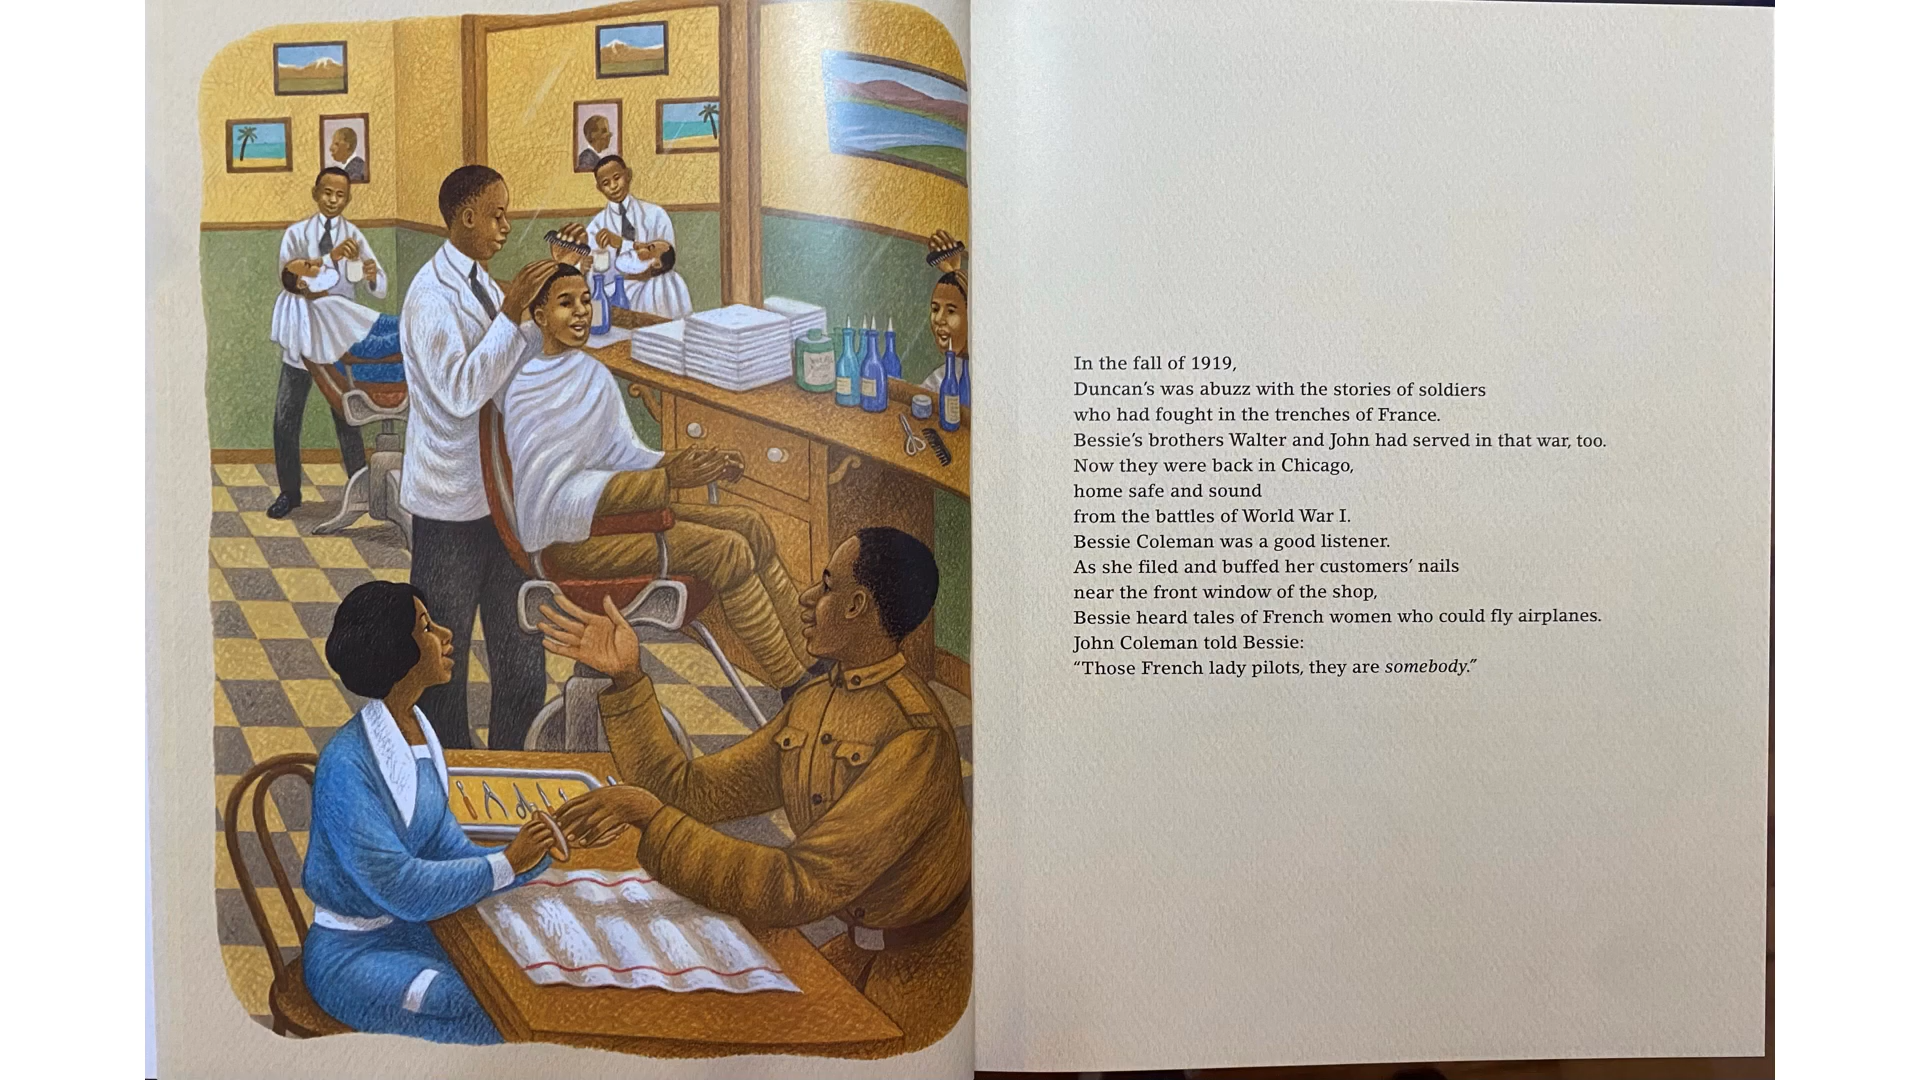 In the fall of 1919,
Duncan’s was abuzz with the stories of soldiers
who had fought in the trenches of France.
Bessie’s brothers Walter and John had served in that war, too.
Now they were back in Chicago,
home safe and sound
from the battles of World War I.
Bessie Coleman was a good listener.
As she filed and buffed her customers’ nails
near the front window of the shop,
Bessie heard tales of French women who could fly airplanes.
John Coleman told Bessie:
“Those French lady pilots, they are somebody.”